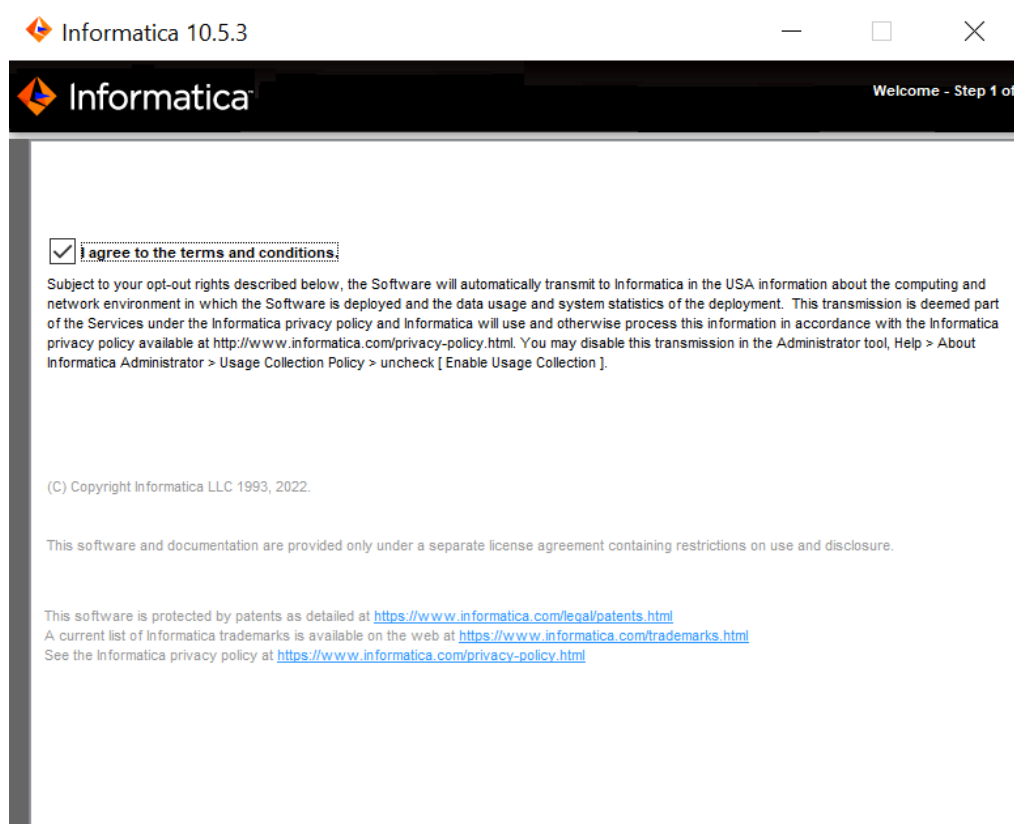 Informatica 10.5.3
Informatica™
Welcome - Step 1 of
I agree to the terms and conditions.
Subject to your opt-out rights described below, the Software will automatically transmit to Informatica in the USA information about the computing and
network environment in which the Software is deployed and the data usage and system statistics of the deployment.  This transmission is deemed part
of the Services under the Informatica privacy policy and Informatica will use and otherwise process this information in accordance with the Informatica
privacy policy available at http://www.informatica.com/privacy-policy.html. You may disable this transmission in the Administrator tool, Help > About
Informatica Administrator > Usage Collection Policy > uncheck [ Enable Usage Collection ].
(C) Copyright Informatica LLC 1993, 2022.
This software and documentation are provided only under a separate license agreement containing restrictions on use and disclosure.
This software is protected by patents as detailed at https://www.informatica.com/legal/patents.html
A current list of Informatica trademarks is available on the web at https://www.informatica.com/trademarks.html
See the Informatica privacy policy at https://www.informatica.com/privacy-policy.html